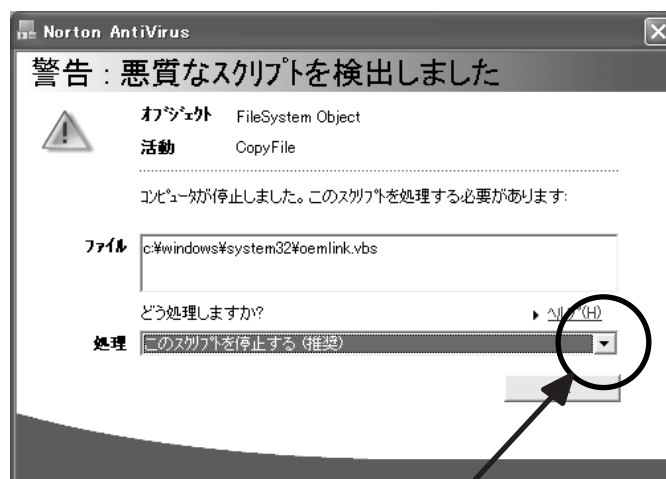 Norton AntiVirus
警告:悪質なｽｸﾘﾌﾟﾄを検出しました
ｵﾌﾞｼﾞｪｸﾄ FileSystem Object
活動 CopyFile
ｺﾝﾋﾟｭｰﾀが停止しました。このｽｸﾘﾌﾟﾄを処理する必要があります:
ﾌｧｲﾙ c:¥windows¥system32¥oemlink.vbs
どう処理しますか?
ﾍﾙﾌﾟ(H)
処理 このｽｸﾘﾌﾟﾄを停止する (推奨)